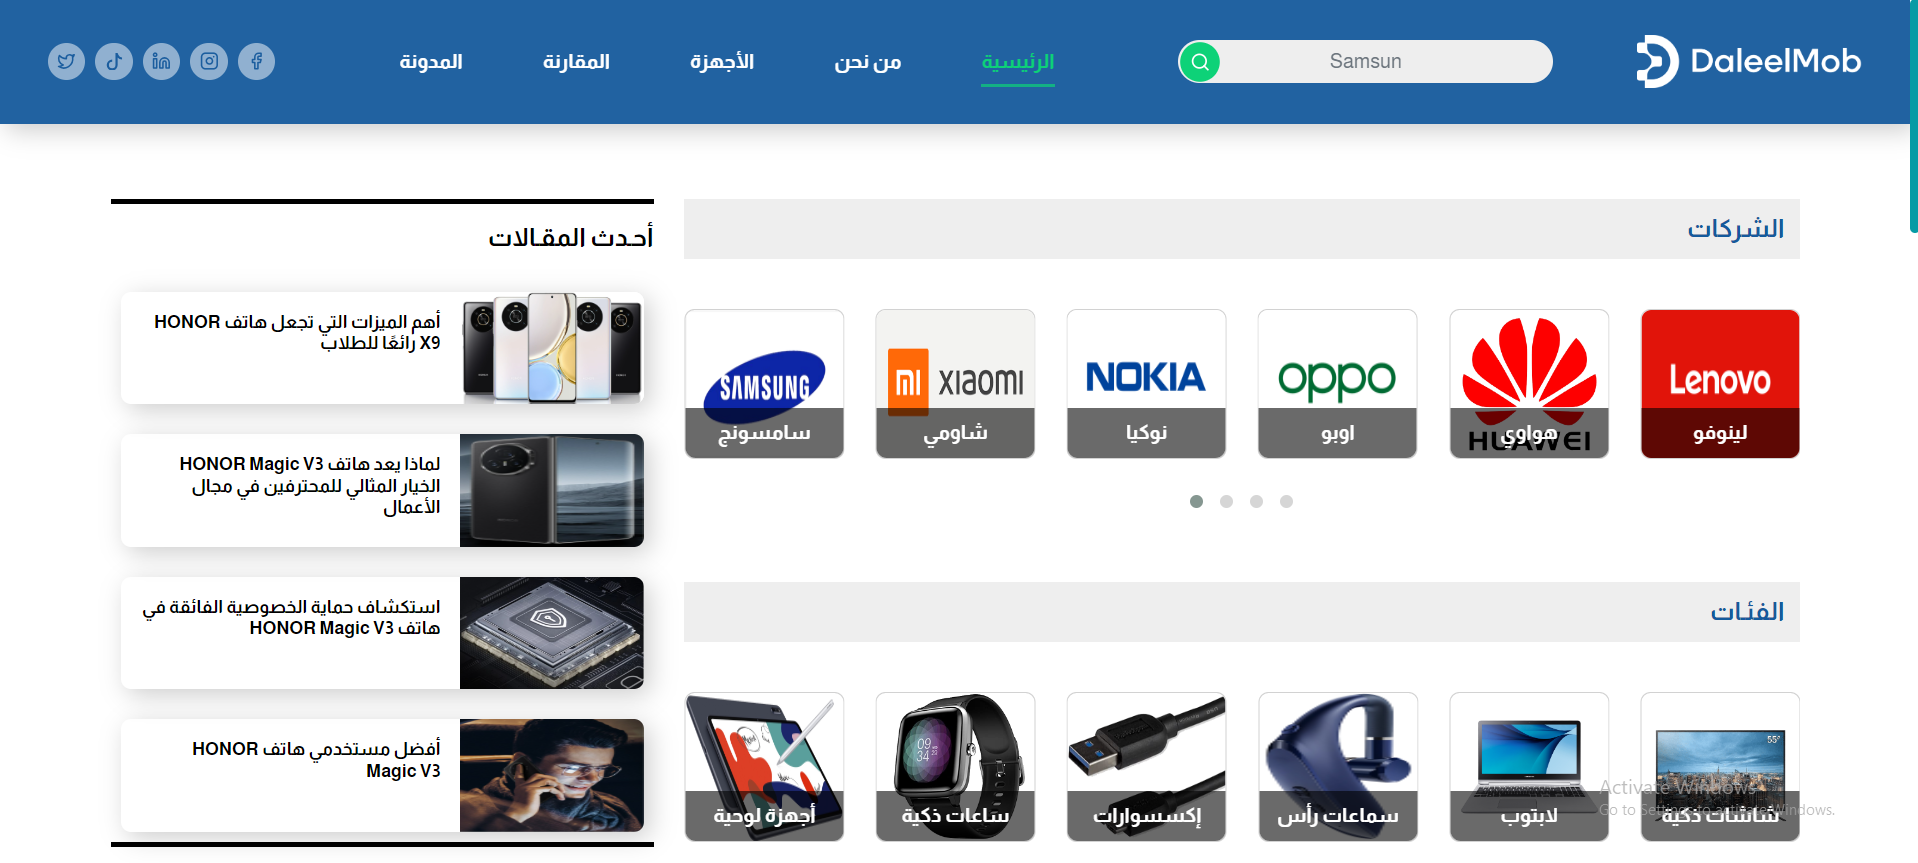 DaleelMob
Samsun
الرئيسية
من نحن
الأجهزة
المقارنة
المدونة
الشركات
Lenovo
لينوفو
HUAWEI
هواوي
oppo
اوبو
NOKIA
نوكيا
mi xiaomi
شاومي
SAMSUNG
سامسونج
الفئات
55"
شاشات ذكية
لابتوب
سماعات رأس
إكسسوارات
09
34
ساعات ذكية
أجهزة لوحية
أحدث المقالات
أهم الميزات التي تجعل هاتف HONOR
X9 رائعًا للطلاب
لماذا يعد هاتف HONOR Magic V3
الخيار المثالي للمحترفين في مجال
الأعمال
استكشاف حماية الخصوصية الفائقة في
هاتف HONOR Magic V3
أفضل مستخدمي هاتف HONOR
Magic V3
Activate Windows
Go to Settings to activate Windows.